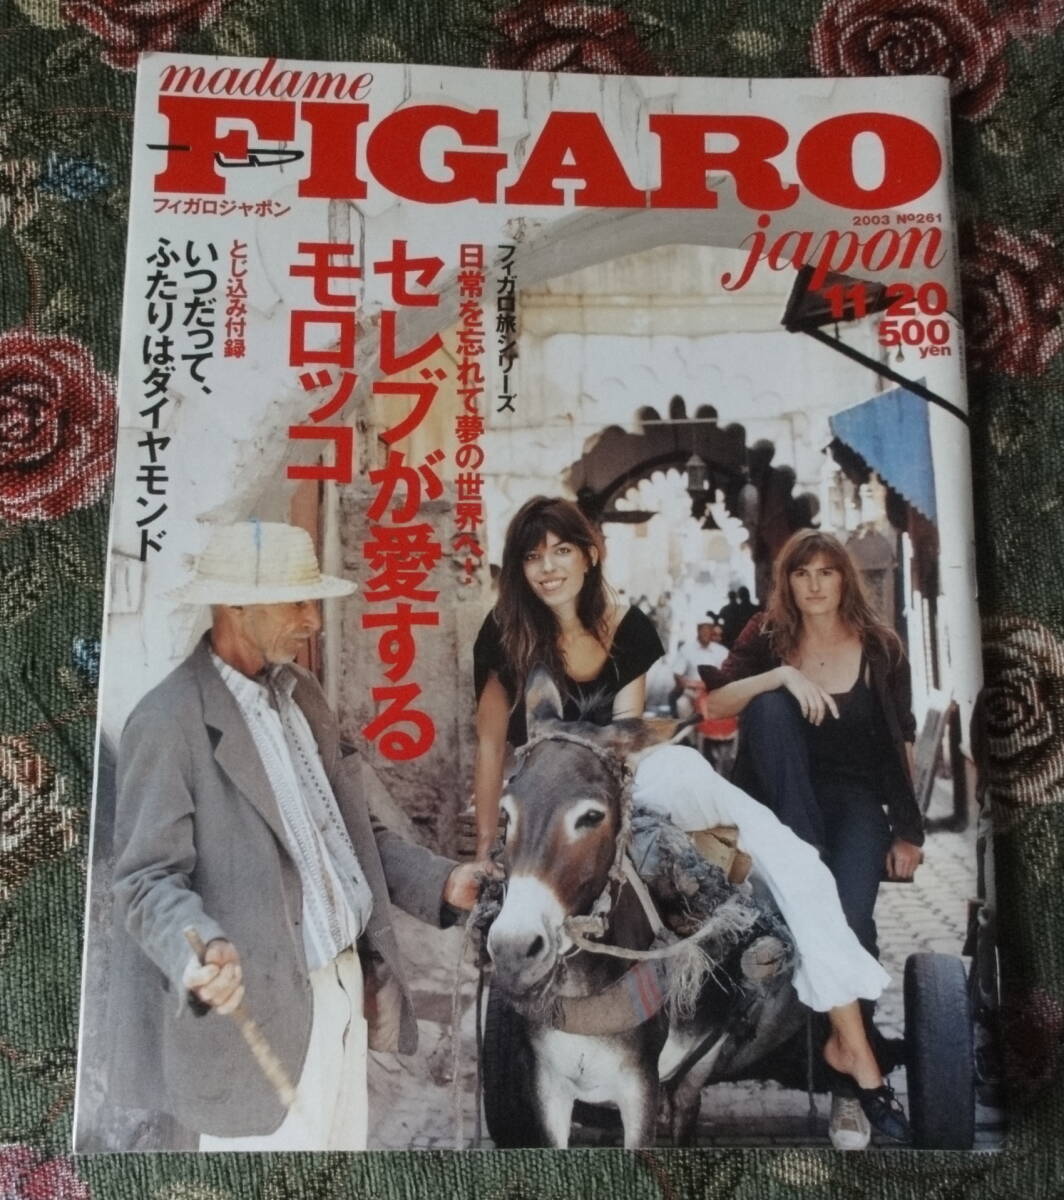 madame
FIGARO
フィガロジャポン
2003 Nº261
japon
11 20
500
yen
フィガロ旅シリーズ
日常を忘れて夢の世界へ!
セレブが愛する
モロッコ
とじ込み付録
いつだって、
ふたりはダイヤモンド